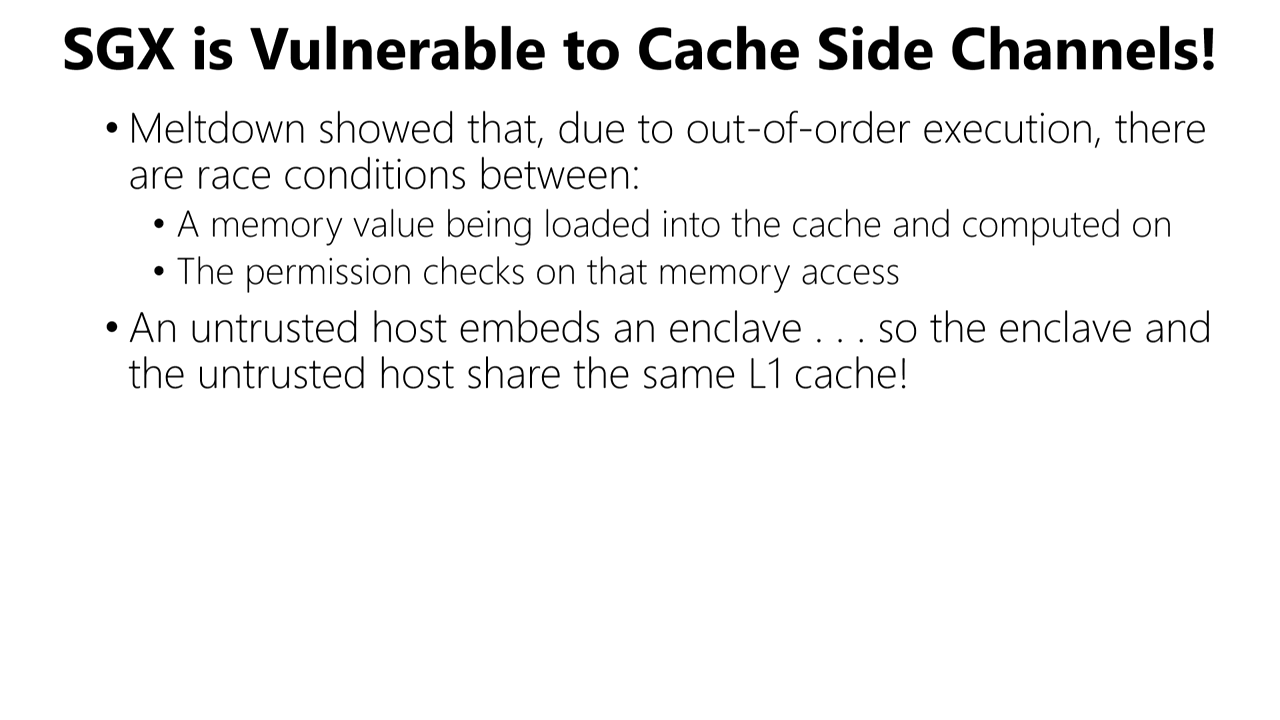 SGX is Vulnerable to Cache Side Channels!
• Meltdown showed that, due to out-of-order execution, there
are race conditions between:
• A memory value being loaded into the cache and computed on
• The permission checks on that memory access
• An untrusted host embeds an enclave . . . so the enclave and
the untrusted host share the same L1 cache!